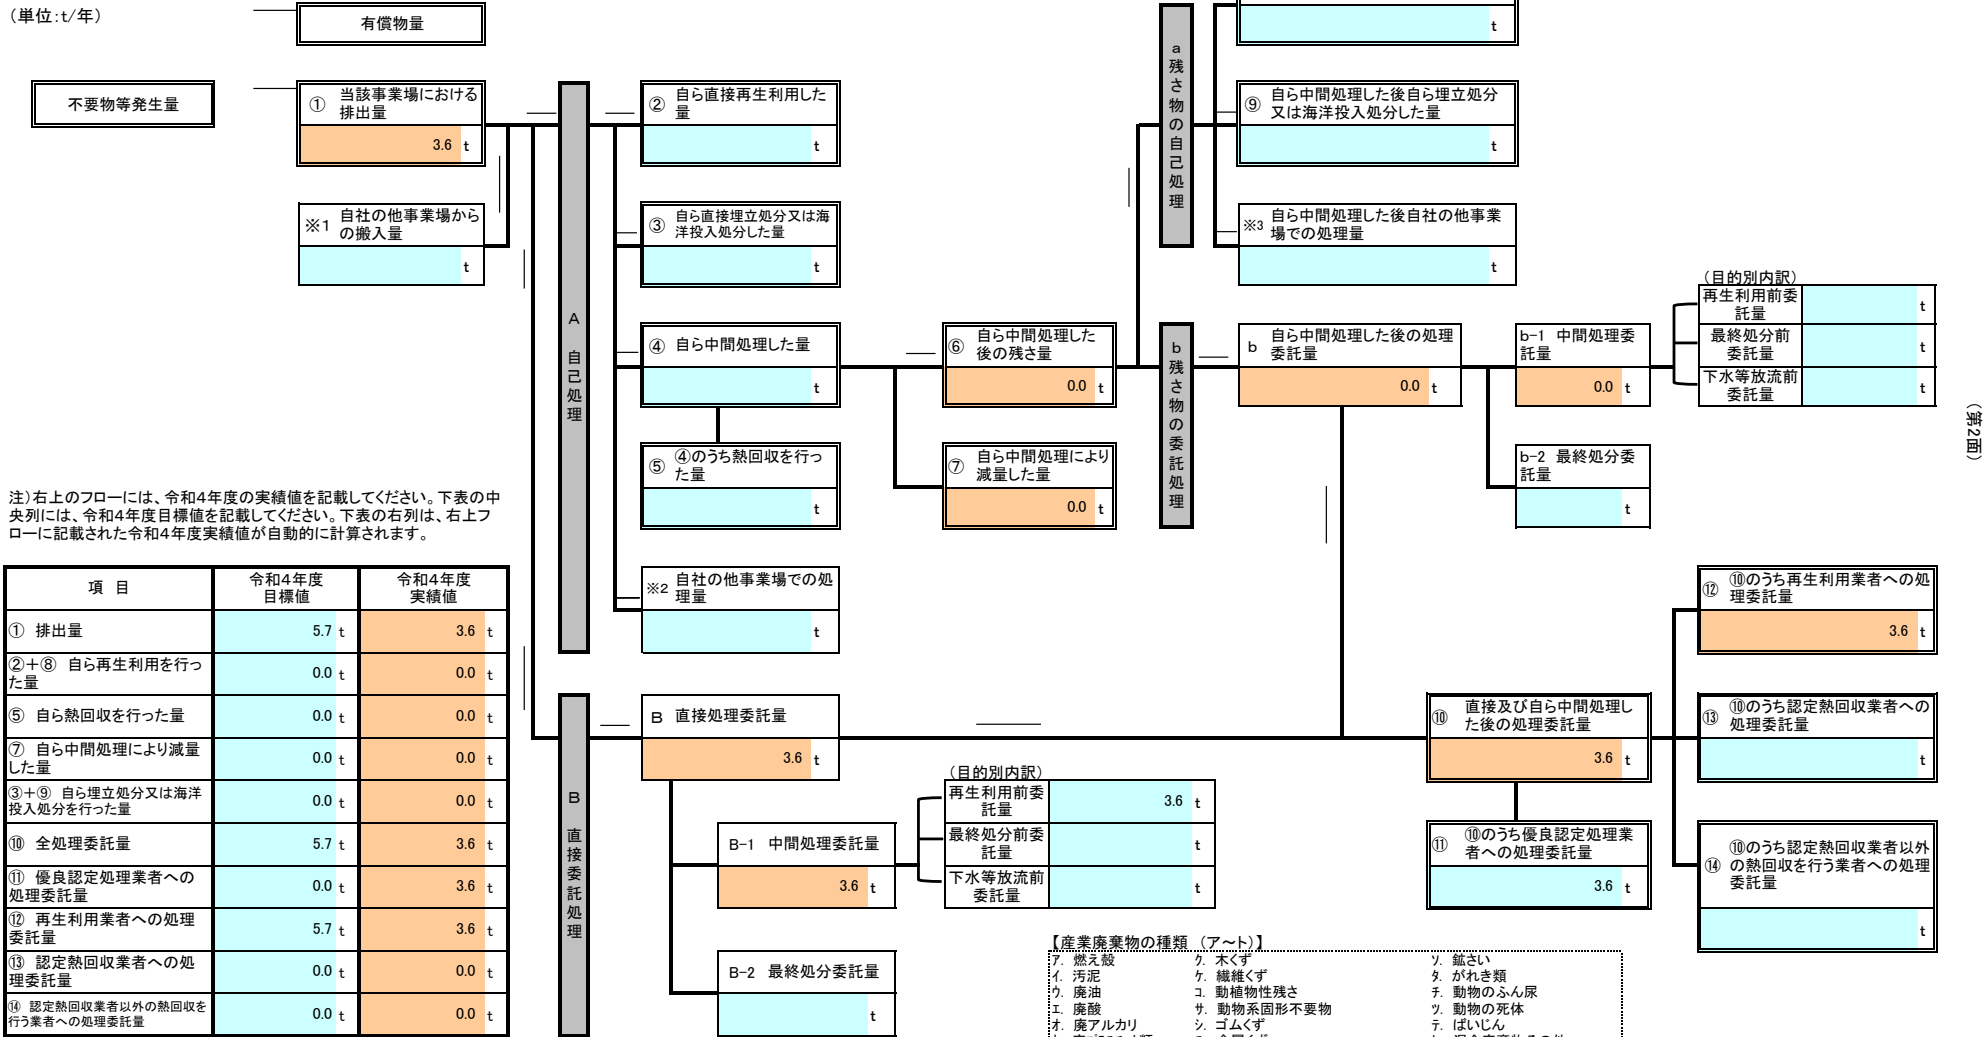 （単位：t/年）
有償物量
t
不要物等発生量
① 当該事業場における
排出量
3.6 t
② 自ら直接再生利用した
量
t
⑨ 自ら中間処理した後自ら埋立処分
又は海洋投入処分した量
t
a 残さ物の自己処理
※1 自社の他事業場から
の搬入量
t
③ 自ら直接埋立処分又は海
洋投入処分した量
t
※3 自ら中間処理した後自社の他事業
場での処理量
t
A 自己処理
④ 自ら中間処理した量
t
⑥ 自ら中間処理した
後の残さ量
0.0 t
b 残さ物の委託処理
b 自ら中間処理した後の処理
委託量
0.0 t
b-1 中間処理委
託量
0.0 t
（目的別内訳）
再生利用前委
託量
t
最終処分前
委託量
t
下水等放流前
委託量
t
（第2面）
⑤ ④のうち熱回収を行っ
た量
t
⑦ 自ら中間処理により
減量した量
0.0 t
b-2 最終処分委
託量
t
注）右上のフローには、令和4年度の実績値を記載してください。下表の中
央列には、令和4年度目標値を記載してください。下表の右列は、右上フ
ローに記載された令和4年度実績値が自動的に計算されます。
項 目 令和4年度
目標値 令和4年度
実績値
① 排出量 5.7 t 3.6 t
②＋⑧ 自ら再生利用を行っ
た量 0.0 t 0.0 t
⑤ 自ら熱回収を行った量 0.0 t 0.0 t
⑦ 自ら中間処理により減量
した量 0.0 t 0.0 t
③＋⑨ 自ら埋立処分又は海洋
投入処分を行った量 0.0 t 0.0 t
⑩ 全処理委託量 5.7 t 3.6 t
⑪ 優良認定処理業者への
処理委託量 0.0 t 3.6 t
⑫ 再生利用業者への処理
委託量 5.7 t 3.6 t
⑬ 認定熱回収業者への処
理委託量 0.0 t 0.0 t
⑭ 認定熱回収業者以外の熱回収を
行う業者への処理委託量 0.0 t 0.0 t
※2 自社の他事業場での処
理量
t
B 直接委託処理
B 直接処理委託量
3.6 t
B-1 中間処理委託量
3.6 t
（目的別内訳）
再生利用前委
託量
3.6 t
最終処分前委
託量
t
下水等放流前
委託量
t
B-2 最終処分委託量
t
⑩ 直接及び自ら中間処理し
た後の処理委託量
3.6 t
⑪ ⑩のうち優良認定処理業
者への処理委託量
3.6 t
⑫ ⑩のうち再生利用業者への処
理委託量
3.6 t
⑬ ⑩のうち認定熱回収業者への
処理委託量
t
⑭ ⑩のうち認定熱回収業者以外
の熱回収を行う業者への処理
委託量
t
【産業廃棄物の種類 （ア～ト）】
ア. 燃え殻 ク. 木くず ソ. 鉱さい
イ. 汚泥 ケ. 繊維くず タ. がれき類
ウ. 廃油 コ. 動植物性残さ チ. 動物のふん尿
エ. 廃酸 サ. 動物系固形不要物 ツ. 動物の死体
オ. 廃アルカリ シ. ゴムくず テ. ばいじん